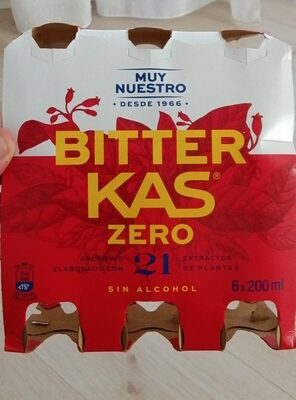 MUY
NUESTRO
• DESDE 1966 •
BITTER
KAS®
ZERO
APERITIVO
ELABORADO CON
21
EXTRACTOS
DE PLANTAS
SIN ALCOHOL
6x200ml